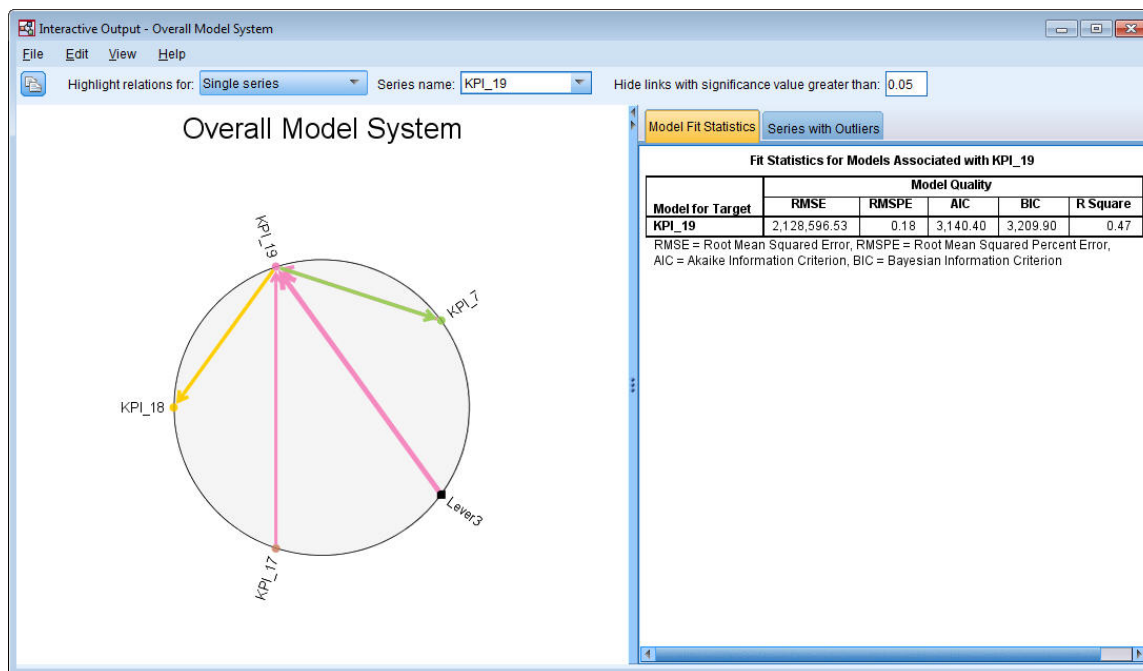 Interactive Output - Overall Model System
File Edit View Help
Highlight relations for: Single series Series name: KPI_19 Hide links with significance value greater than: 0.05
Overall Model System
KPI_19
KPI_7
KPI_18
Lever3
KPI_17
Model Fit Statistics Series with Outliers
Fit Statistics for Models Associated with KPI_19
Model Quality
Model for Target RMSE RMSPE AIC BIC R Square
KPI_19 2,128,596.53 0.18 3,140.40 3,209.90 0.47
RMSE = Root Mean Squared Error, RMSPE = Root Mean Squared Percent Error,
AIC = Akaike Information Criterion, BIC = Bayesian Information Criterion